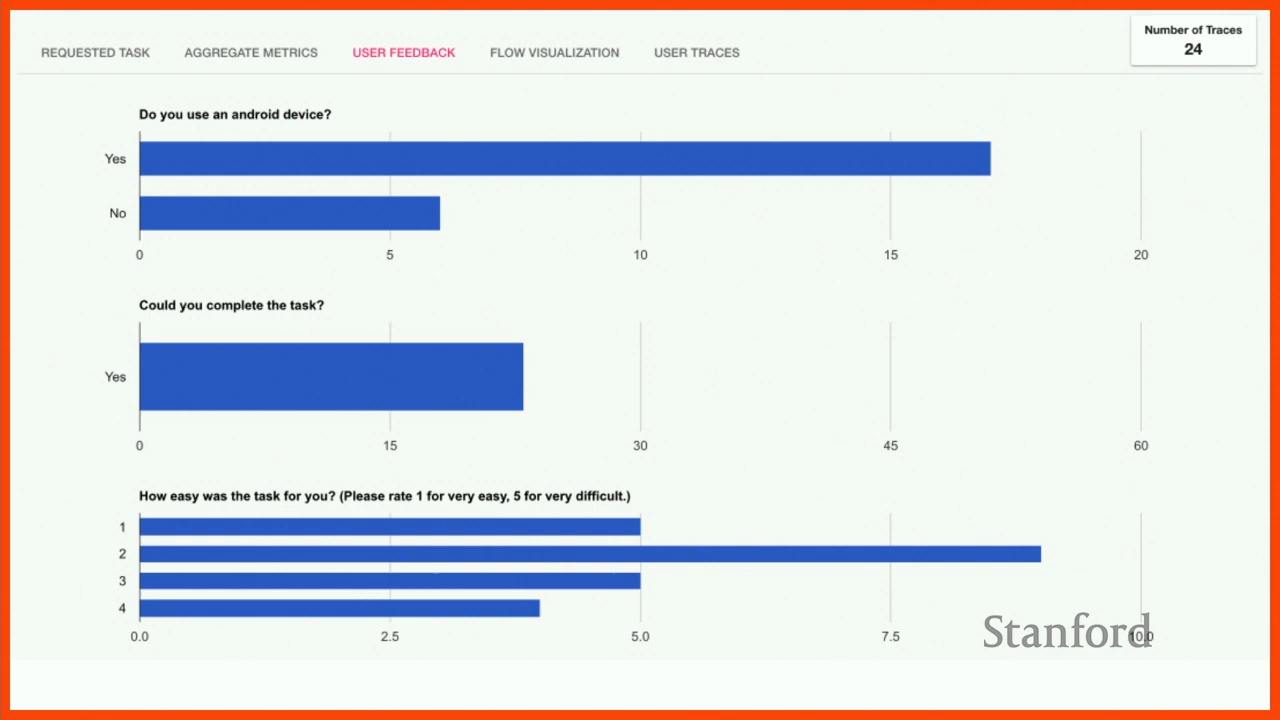 Number of Traces
24
REQUESTED TASK AGGREGATE METRICS USER FEEDBACK FLOW VISUALIZATION USER TRACES
Do you use an android device?
Yes
No
0 5 10 15 20
Could you complete the task?
Yes
0 15 30 45 60
How easy was the task for you? (Please rate 1 for very easy, 5 for very difficult.)
1
2
3
4
0.0 2.5 5.0 7.5 10.0
Stanford